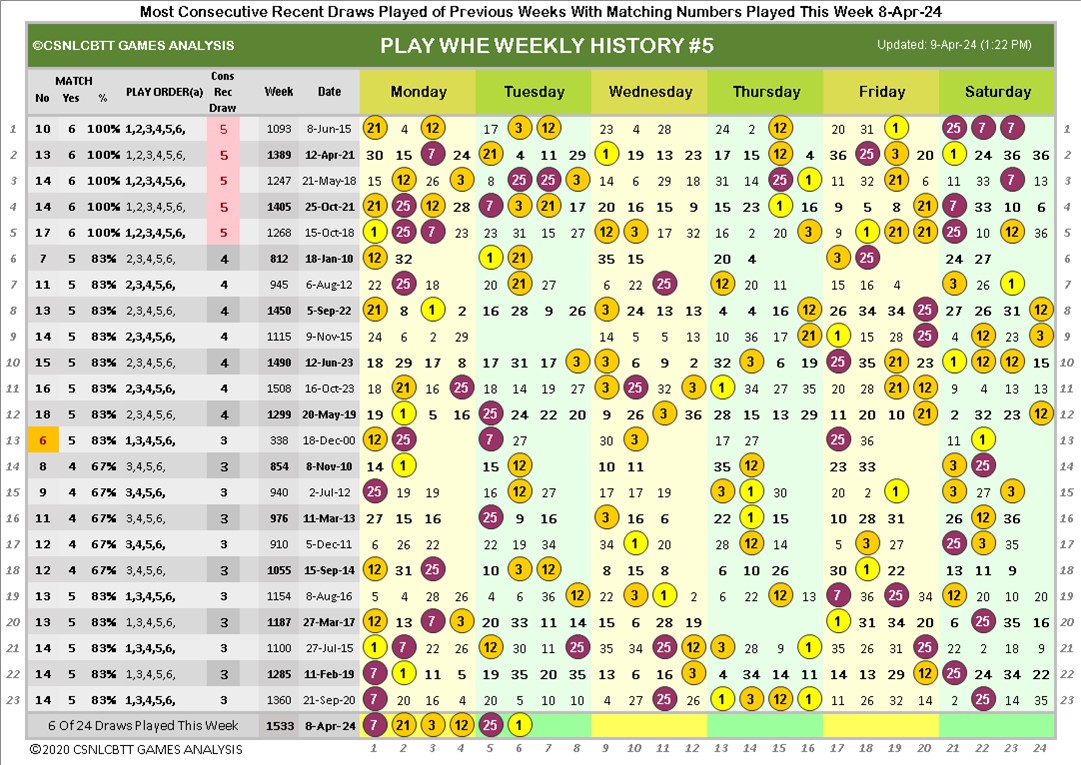 Most Consecutive Recent Draws Played of Previous Weeks With Matching Numbers Played This Week 8-Apr-24
©CSNLCBTT GAMES ANALYSIS PLAY WHE WEEKLY HISTORY #5 Updated: 9-Apr-24 (1:22 PM)
No MATCH Yes % PLAY ORDER(a) Cons Rec Draw Week Date Monday Tuesday Wednesday Thursday Friday Saturday
1 10 6 100% 1,2,3,4,5,6, 5 1093 8-Jun-15 21 4 12 17 3 7 23 4 28 24 2 12 20 31 1 25 7 7 1
2 13 6 100% 1,2,3,4,5,6, 5 1389 12-Apr-21 30 15 7 24 21 4 11 29 1 19 13 23 17 15 12 4 36 25 3 20 1 24 36 36 2
3 14 6 100% 1,2,3,4,5,6, 5 1247 21-May-18 15 12 26 3 8 25 7 3 14 6 29 18 31 14 25 1 11 32 21 6 11 33 7 13 3
4 14 6 100% 1,2,3,4,5,6, 5 1405 25-Oct-21 21 25 12 28 7 3 21 17 20 16 15 9 15 23 1 16 9 5 8 21 7 33 10 6 4
5 17 6 100% 1,2,3,4,5,6, 5 1268 15-Oct-18 1 25 7 23 23 31 15 27 12 3 17 32 16 2 20 3 9 1 21 21 25 10 12 36 5
6 7 5 83% 2,3,4,5,6, 4 812 18-Jan-10 12 32 1 21 35 15 20 4 3 25 24 27 6
7 11 5 83% 2,3,4,5,6, 4 945 6-Aug-12 22 25 18 20 21 27 6 22 25 12 20 11 15 16 4 3 26 1 7
8 13 5 83% 2,3,4,5,6, 4 1450 5-Sep-22 21 8 1 2 16 28 9 26 3 24 13 13 4 4 16 12 26 34 34 25 27 26 31 12 8
9 14 5 83% 2,3,4,5,6, 4 1115 9-Nov-15 24 6 2 29 14 5 5 13 10 36 17 21 1 15 28 25 4 12 23 3 9
10 15 5 83% 2,3,4,5,6, 4 1490 12-Jun-23 18 29 17 8 17 31 17 3 3 6 9 2 32 3 6 19 25 35 21 23 1 12 12 15 10
11 16 5 83% 2,3,4,5,6, 4 1508 16-Oct-23 18 21 16 25 18 14 19 27 3 25 32 12 1 34 27 35 20 28 21 12 9 4 13 13 11
12 18 5 83% 2,3,4,5,6, 4 1299 20-May-19 19 1 5 16 25 24 22 20 9 26 3 36 28 15 13 29 11 20 10 21 2 32 23 12 12
13 6 5 83% 1,3,4,5,6, 3 338 18-Dec-00 12 25 7 27 30 3 17 27 25 36 11 1 13
14 8 4 67% 3,4,5,6, 3 854 8-Nov-10 14 1 15 12 10 11 35 12 23 33 3 25 14
15 9 4 67% 3,4,5,6, 3 940 2-Jul-12 25 19 19 16 12 27 17 17 19 3 1 30 20 2 1 3 27 3 15
16 11 4 67% 3,4,5,6, 3 976 11-Mar-13 27 15 16 25 9 16 3 16 6 22 1 15 10 28 31 26 12 36 16
17 12 4 67% 3,4,5,6, 3 910 5-Dec-11 6 26 22 22 19 34 34 1 20 28 12 14 18 3 27 25 3 35 17
18 12 4 67% 3,4,5,6, 3 1055 15-Sep-14 12 31 25 10 3 12 8 15 8 6 10 26 30 1 22 13 11 9 18
19 13 5 83% 1,3,4,5,6, 3 1154 8-Aug-16 5 4 28 26 4 6 36 12 22 3 1 2 6 22 12 13 7 36 25 34 12 20 10 20 19
20 13 5 83% 1,3,4,5,6, 3 1187 27-Mar-17 12 13 7 3 20 33 11 14 15 6 28 19 1 31 34 20 6 25 35 16 20
21 14 5 83% 1,3,4,5,6, 3 1100 27-Jul-15 1 7 22 26 12 30 11 25 35 34 25 12 3 28 9 1 35 26 31 25 22 2 18 9 21
22 14 5 83% 1,3,4,5,6, 3 1285 11-Feb-19 7 1 11 5 19 35 20 35 13 6 16 3 4 34 14 11 14 29 13 12 25 24 34 22 22
23 14 5 83% 1,3,4,5,6, 3 1360 21-Sep-20 7 20 16 23 6 5 10 10 4 27 25 26 1 3 12 1 11 26 32 14 2 25 14 35 23
6 Of 24 Draws Played This Week 1533 8-Apr-24 7 21 3 12 25 1
©2020 CSNLCBTT GAMES ANALYSIS 1 2 3 4 5 6 7 8 9 10 11 12 13 14 15 16 17 18 19 20 21 22 23 24